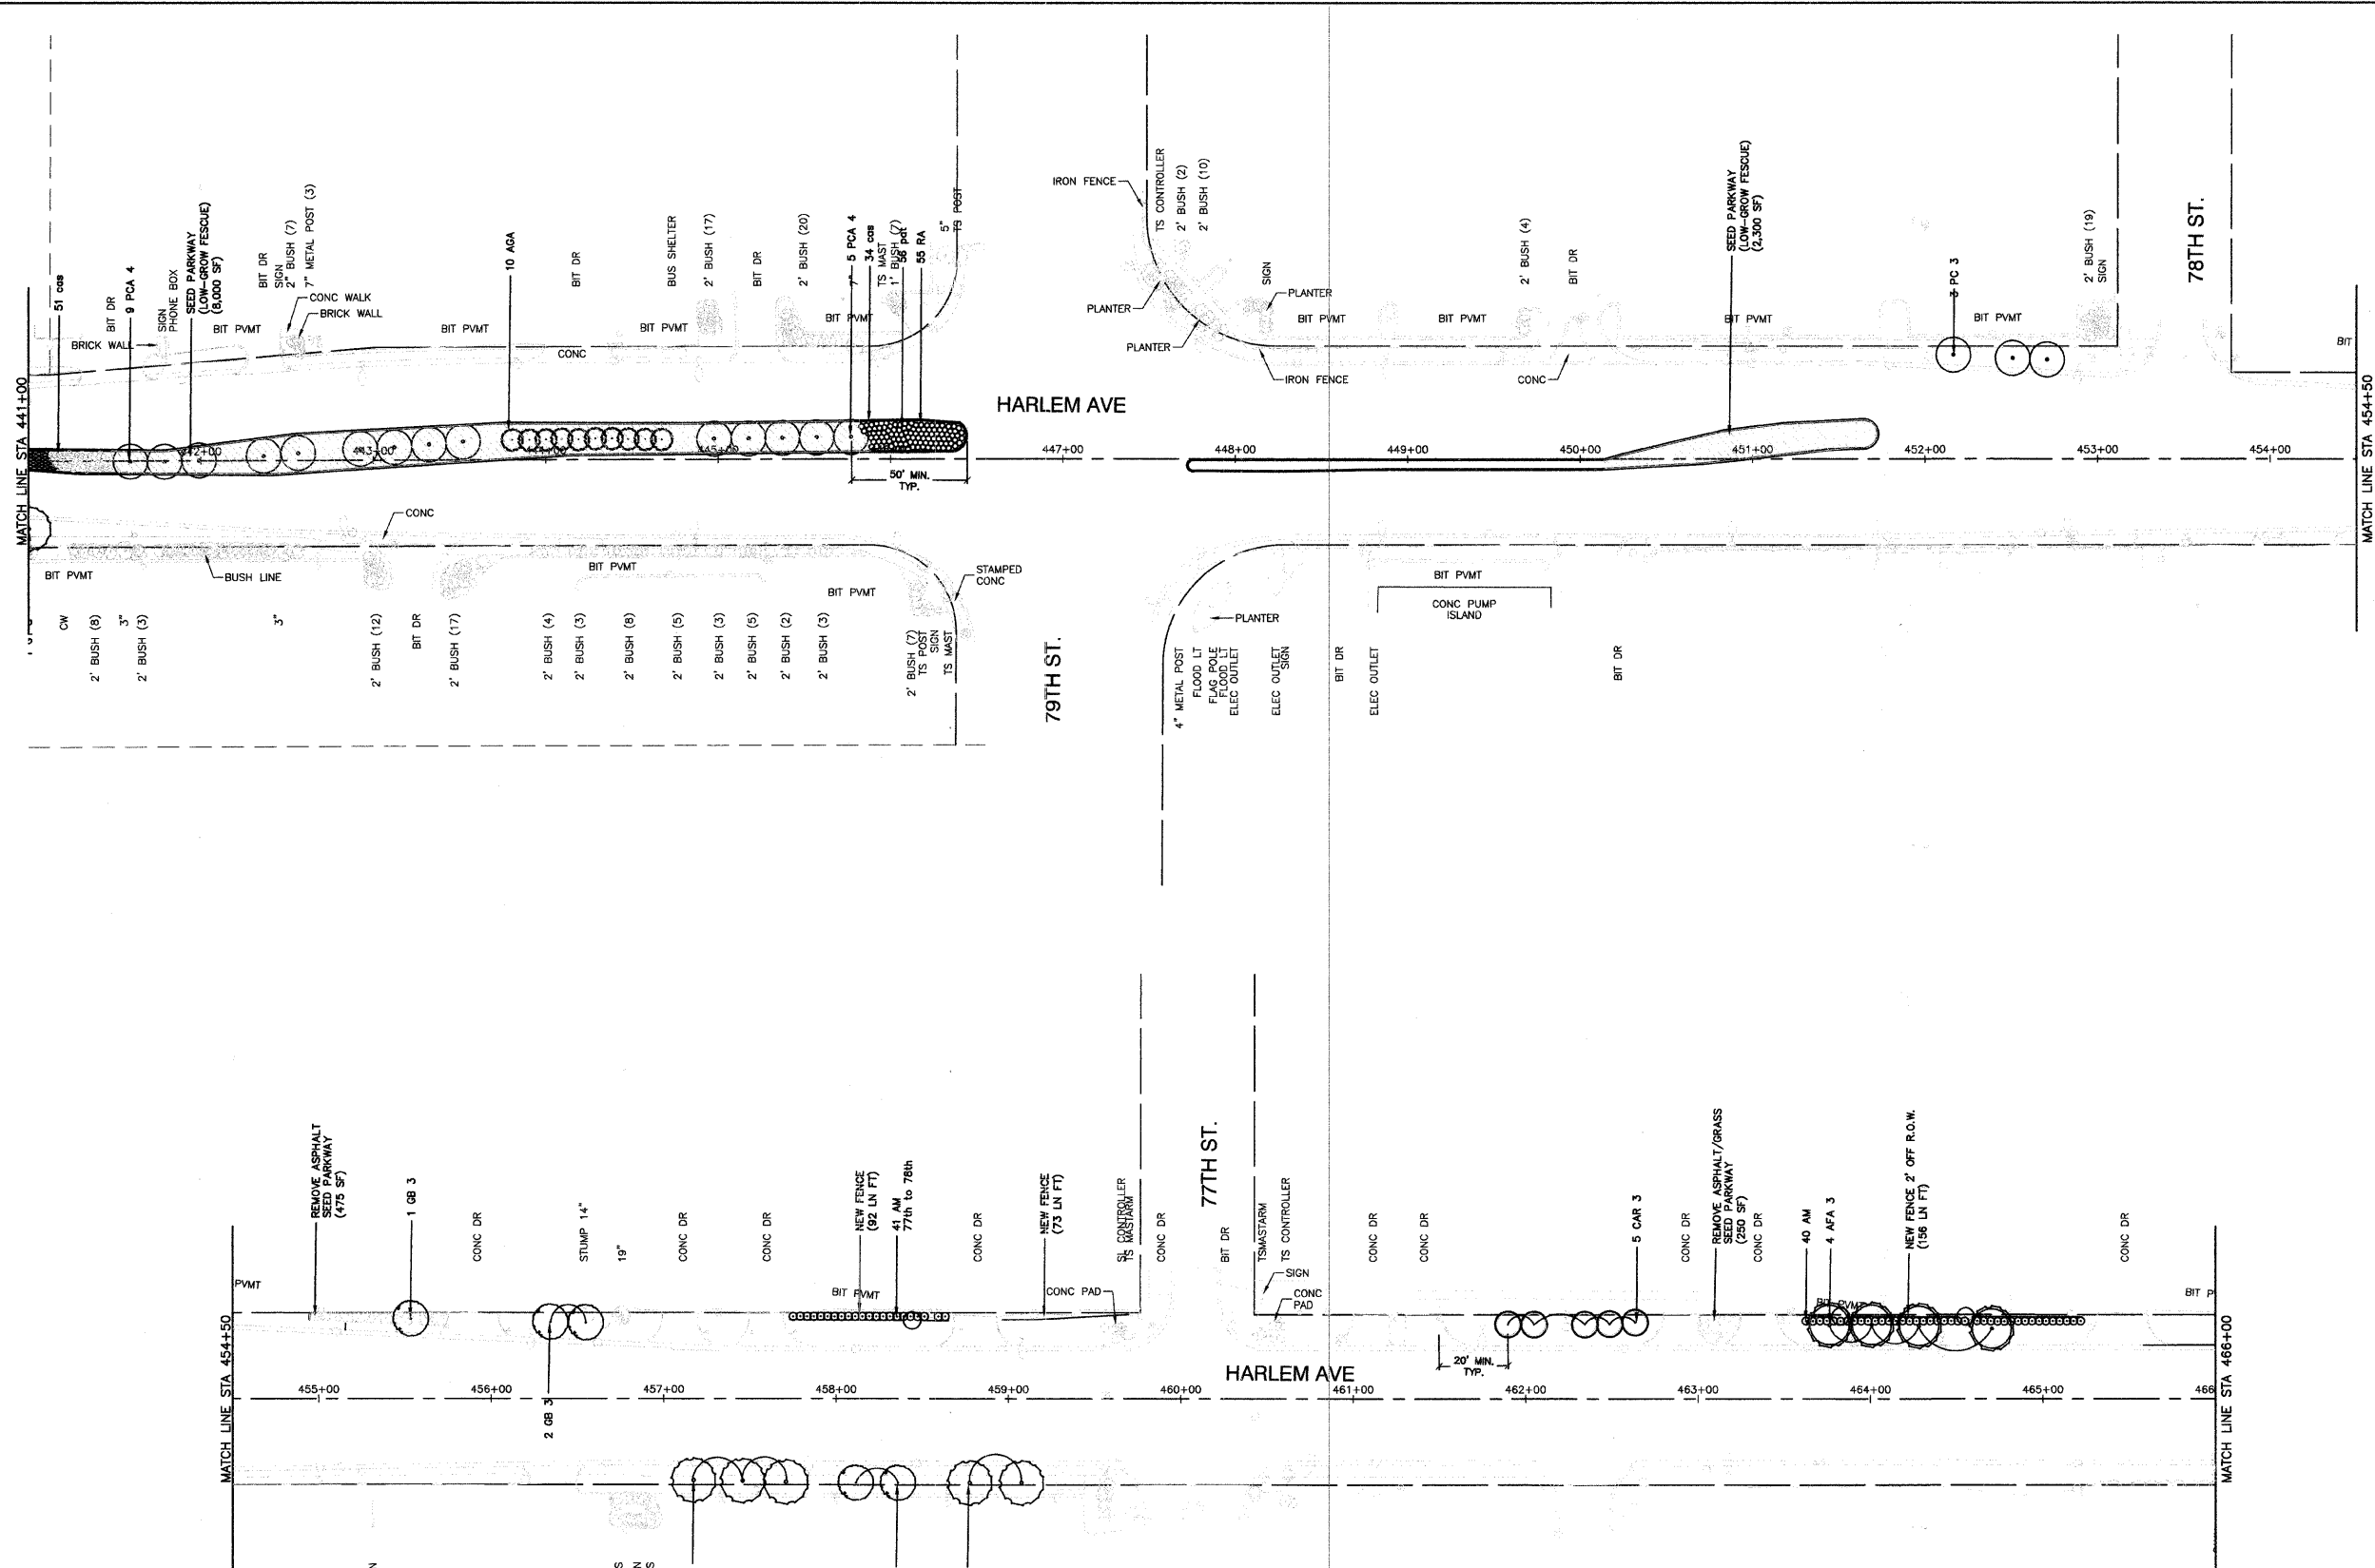 MATCH LINE STA 441+00
51 cas
BIT DR
9 PCA 4
SIGN
PHONE BOX
SEED PARKWAY
(LOW-GROW FESCUE)
(8,000 SF)
BIT DR
SIGN
2" BUSH (7)
7" METAL POST (3)
CONC WALK
BRICK WALL
BRICK WALL
BIT PVMT
BIT PVMT
10 AGA
BIT DR
CONC
BIT PVMT
BUS SHELTER
2' BUSH (17)
BIT DR
2' BUSH (20)
BIT PVMT
7"
5 PCA 4
34 cas
TS MAST
1' BUSH (7)
56 pdt
55 RA
5"
TS POST
442+00
443+00
444+00
445+00
50' MIN.
TYP.
HARLEM AVE
IRON FENCE
TS CONTROLLER
2' BUSH (2)
2' BUSH (10)
PLANTER
PLANTER
SIGN
PLANTER
IRON FENCE
BIT PVMT
BIT PVMT
2' BUSH (4)
BIT DR
CONC
SEED PARKWAY
(LOW-GROW FESCUE)
(2,300 SF)
BIT PVMT
3 PC 3
BIT PVMT
2' BUSH (19)
SIGN
78TH ST.
BIT
447+00
448+00
449+00
450+00
451+00
452+00
453+00
454+00
MATCH LINE STA 454+50
BIT PVMT
BUSH LINE
CONC
BIT PVMT
BIT PVMT
STAMPED
CONC
CW
2' BUSH (8)
3"
2' BUSH (3)
3"
2' BUSH (12)
BIT DR
2' BUSH (17)
2' BUSH (4)
2' BUSH (3)
2' BUSH (8)
2' BUSH (5)
2' BUSH (3)
2' BUSH (5)
2' BUSH (2)
2' BUSH (3)
2' BUSH (7)
TS POST
SIGN
TS MAST
79TH ST.
PLANTER
BIT PVMT
CONC PUMP
ISLAND
4" METAL POST
FLOOD LT
FLAG POLE
FLOOD LT
ELEC OUTLET
ELEC OUTLET
SIGN
BIT DR
ELEC OUTLET
BIT DR
MATCH LINE STA 454+50
PVMT
REMOVE ASPHALT
SEED PARKWAY
(475 SF)
1 GB 3
CONC DR
2 GB 3
STUMP 14"
19"
CONC DR
CONC DR
BIT PVMT
NEW FENCE
(92 LN FT)
41 AM
77th to 78th
CONC DR
NEW FENCE
(73 LN FT)
CONC PAD
SL CONTROLLER
TS MASTARM
CONC DR
77TH ST.
BIT DR
TSMASTARM
TS CONTROLLER
SIGN
CONC
PAD
CONC DR
CONC DR
20' MIN.
TYP.
5 CAR 3
CONC DR
REMOVE ASPHALT/GRASS
SEED PARKWAY
(250 SF)
CONC DR
40 AM
4 AFA 3
BIT PVMT
NEW FENCE 2' OFF R.O.W.
(156 LN FT)
CONC DR
BIT P
HARLEM AVE
455+00
456+00
457+00
458+00
459+00
460+00
461+00
462+00
463+00
464+00
465+00
466
MATCH LINE STA 466+00